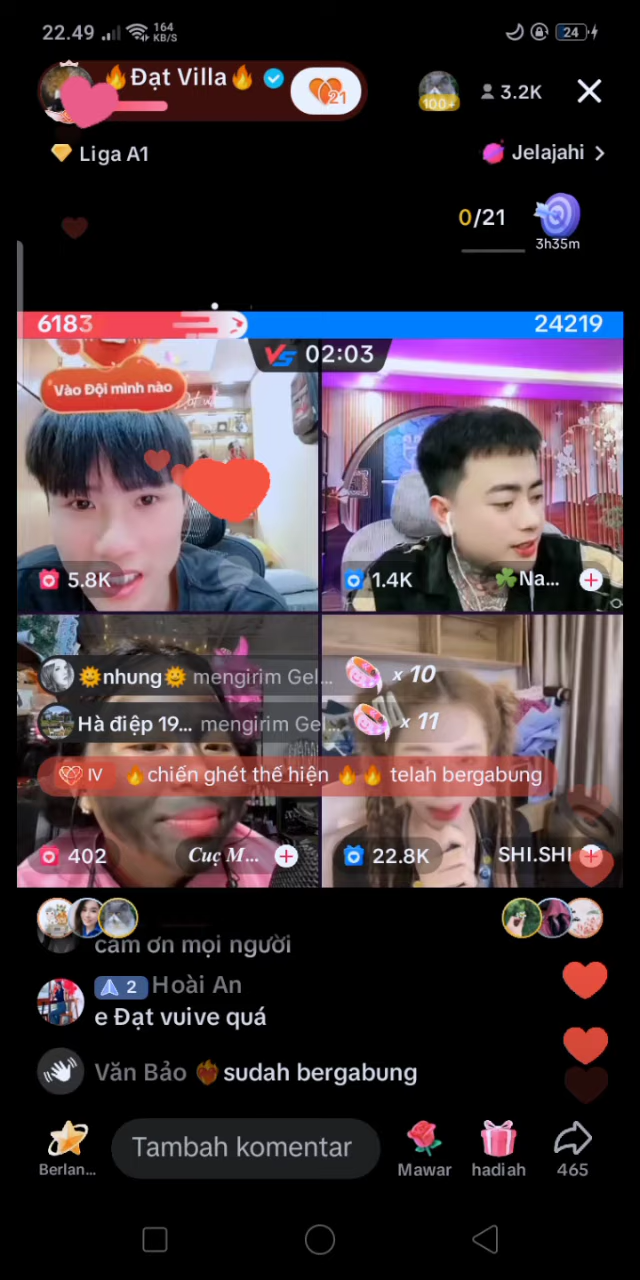 22.49
164
KB/S
24
🔥Đạt Villa🔥
21
100+
3.2K
Liga A1
Jelajahi
0/21
3h35m
6183
24219
VS 02:03
Vào Đội mình nào
5.8K
1.4K
☘️Na...
🌞nhung🌞 mengirim Gel... x 10
Hà điệp 19... mengirim Gel... x 11
IV 🔥chiến ghét thế hiện 🔥🔥 telah bergabung
402
Cuç M...
22.8K
SHI.SHI
cảm ơn mọi người
2 Hoài An
e Đạt vuive quá
Văn Bảo ❤️‍🔥 sudah bergabung
Berlan...
Tambah komentar
Mawar
hadiah
465